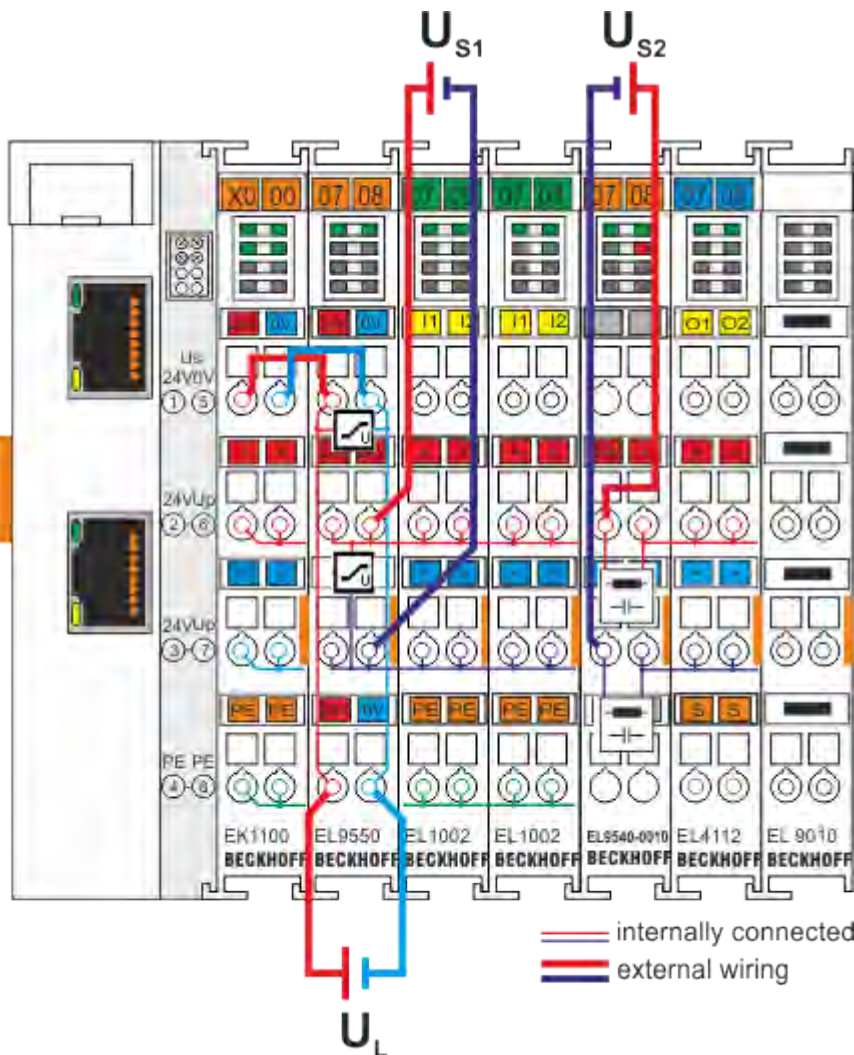 US1 US2
X0 00 07 08 07 08 07 08 07 08 07 08
24V 0V 24V 0V I1 I2 I1 I2 O1 O2
Us
24V0V
1 5
U
24VUp
2 6
U
24VUp
3 7
PE PE 24V 0V PE PE PE PE S S
PE PE
4 8
EK1100 EL9550 EL1002 EL1002 EL9540-0010 EL4112 EL 9010
BECKHOFF BECKHOFF BECKHOFF BECKHOFF BECKHOFF BECKHOFF BECKHOFF
internally connected
external wiring
UL